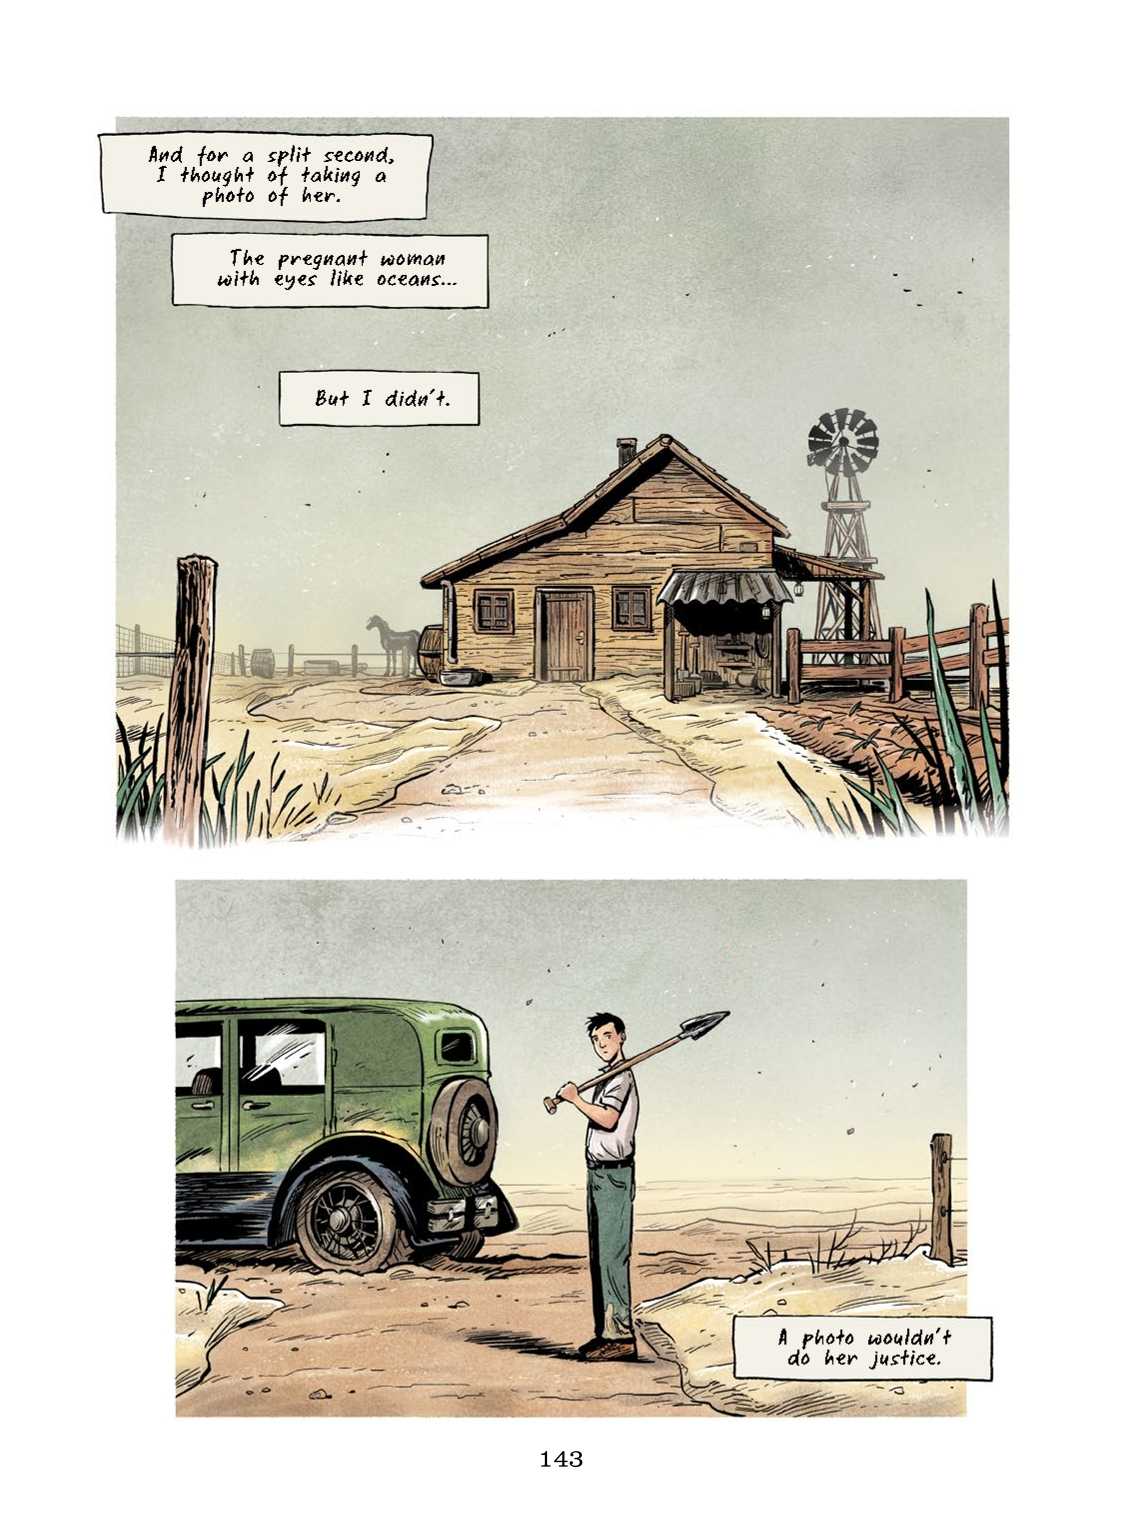 And for a split second,
I thought of taking a
photo of her.
The pregnant woman
with eyes like oceans...
But I didn't.
A photo wouldn't
do her justice.
143